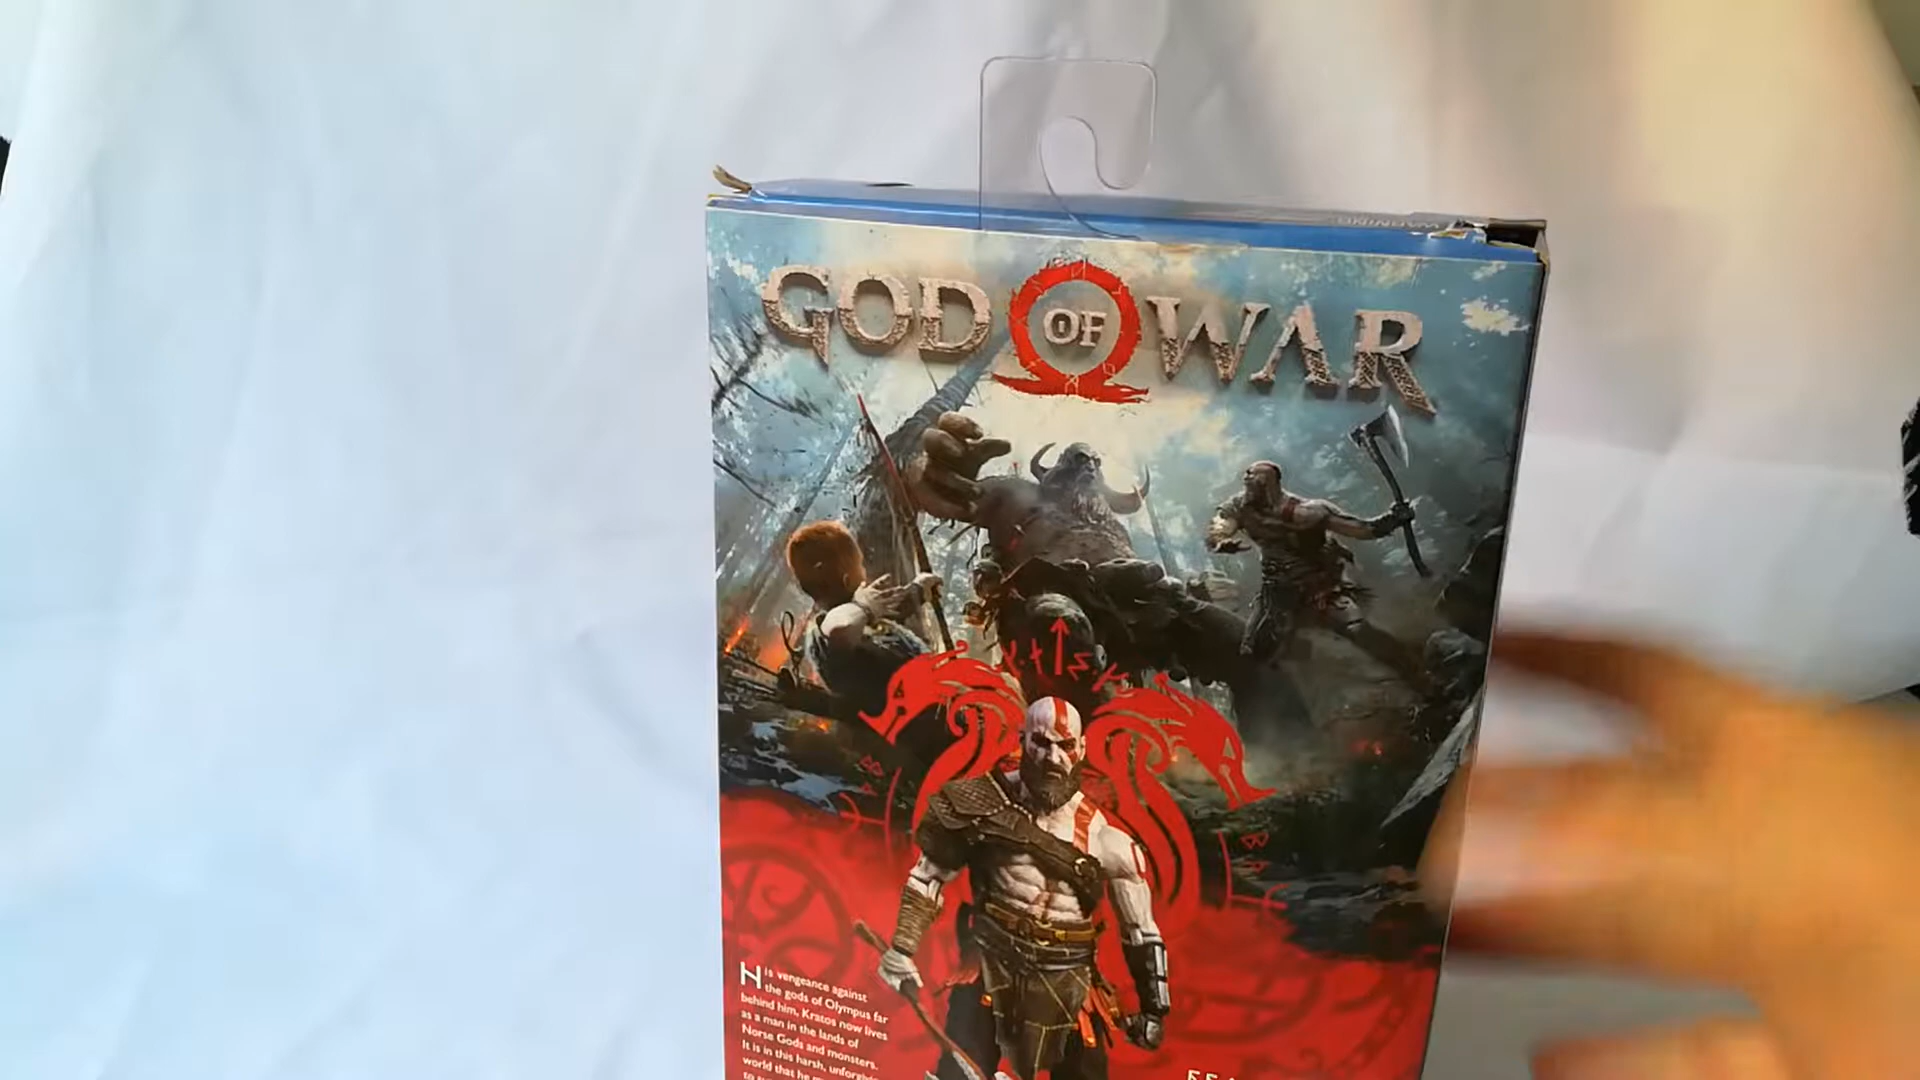 WARNING
GOD OF WAR
His vengeance against
the gods of Olympus far
behind him, Kratos now lives
as a man in the lands of
Norse Gods and monsters.
It is in this harsh,
world that he